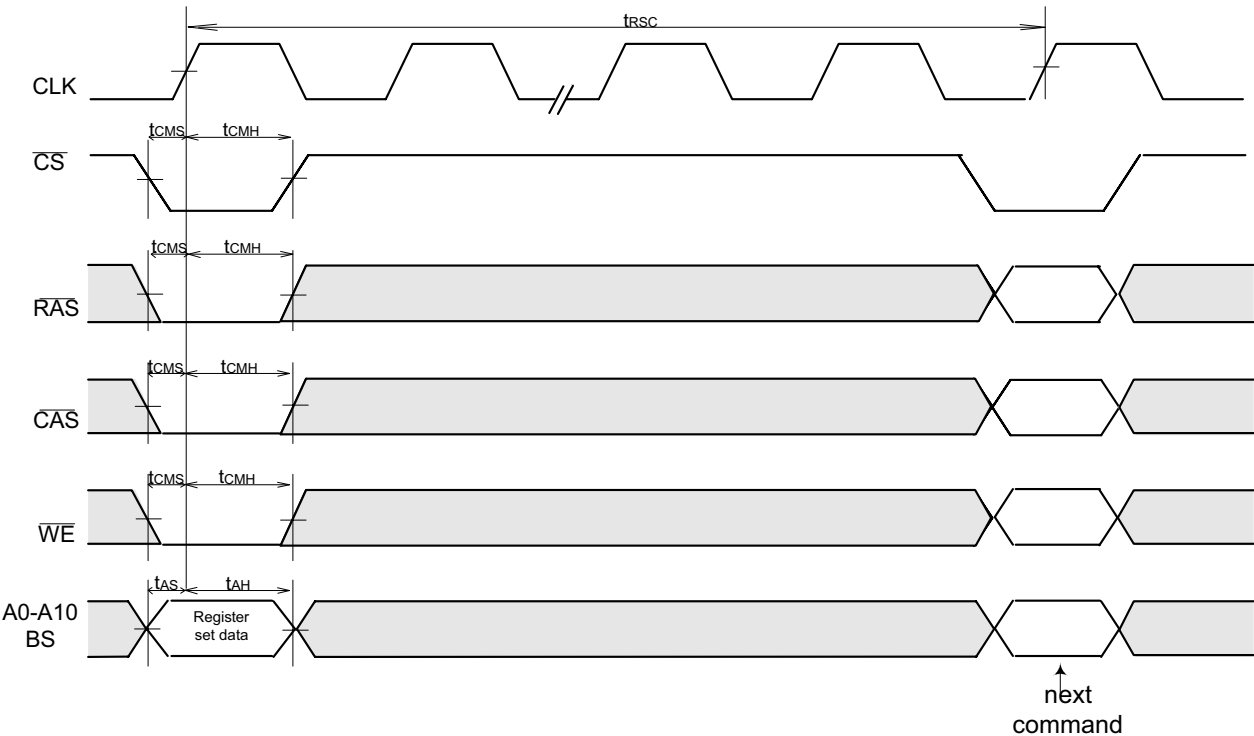 tRSC
CLK
tCMS tCMH
CS
tCMS tCMH
RAS
tCMS tCMH
CAS
tCMS tCMH
WE
tAS tAH
A0-A10
BS
Register
set data
next
command